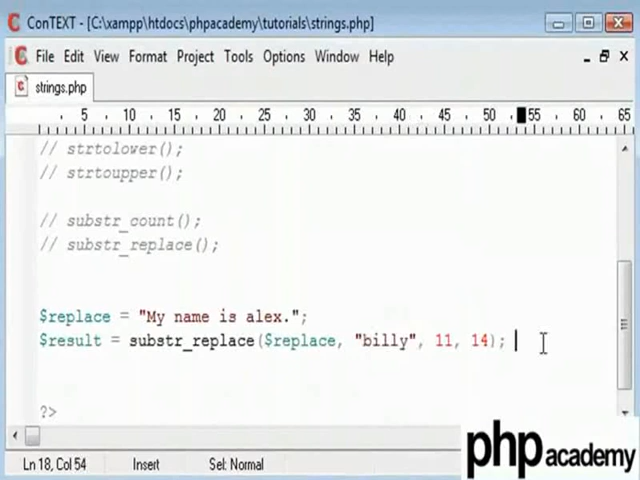 ConTEXT - [C:\xampp\htdocs\phpacademy\tutorials\strings.php]
File Edit View Format Project Tools Options Window Help
strings.php
5 10 15 20 25 30 35 40 45 50 55 60 65
// strtolower();
// strtoupper();
// substr_count();
// substr_replace();
$replace = "My name is alex.";
$result = substr_replace($replace, "billy", 11, 14);
?>
php academy
Ln 18, Col 54 Insert Sel: Normal